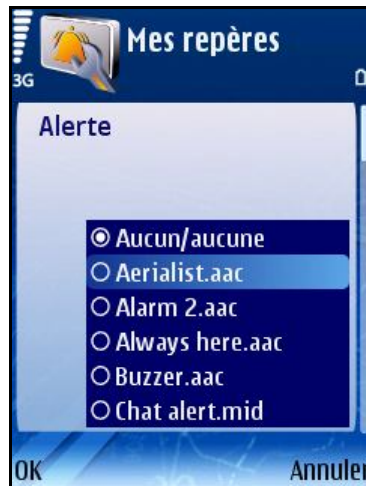 Mes repères
3G
Alerte
Aucun/aucune
Aerialist.aac
Alarm 2.aac
Always here.aac
Buzzer.aac
Chat alert.mid
OK
Annuler